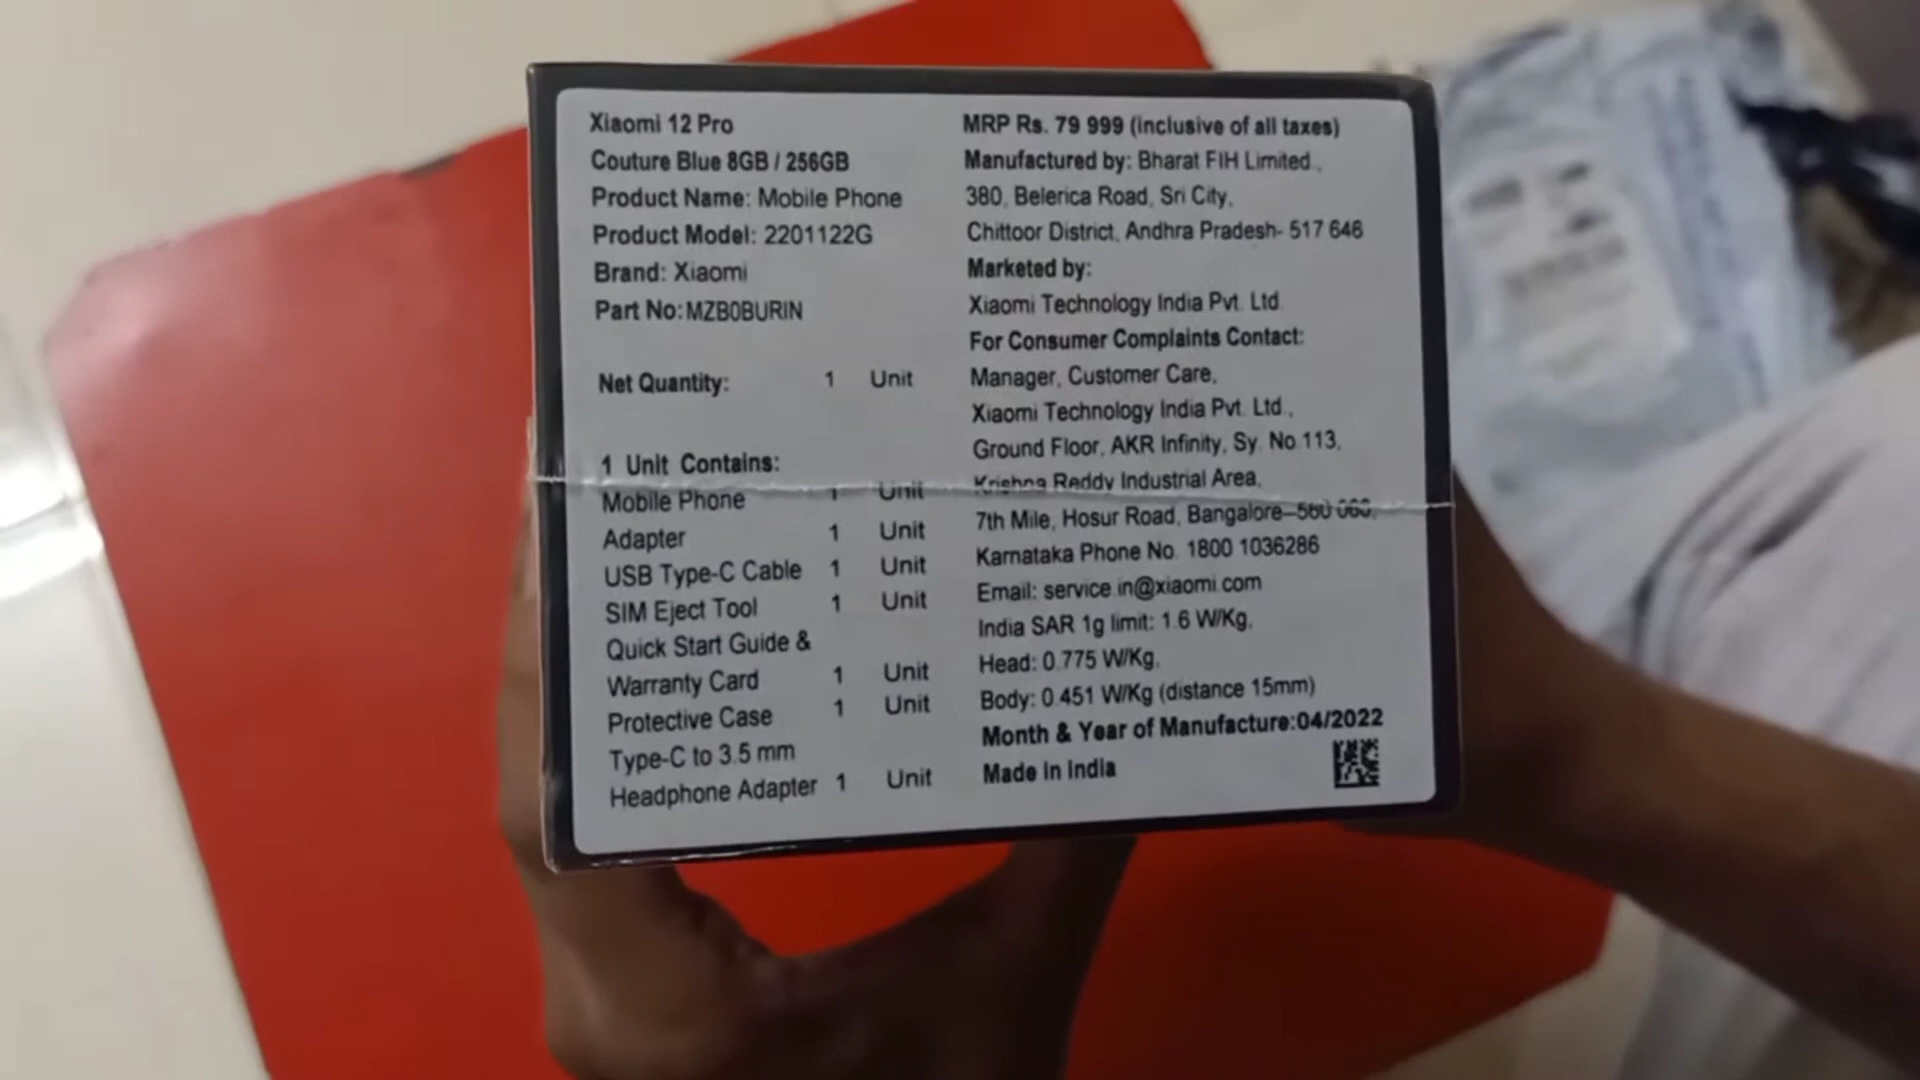 Xiaomi 12 Pro
Couture Blue 8GB / 256GB
Product Name: Mobile Phone
Product Model: 2201122G
Brand: Xiaomi
Part No: MZB0BURIN
Net Quantity: 1 Unit
1 Unit Contains:
Mobile Phone 1 Unit
Adapter 1 Unit
USB Type-C Cable 1 Unit
SIM Eject Tool 1 Unit
Quick Start Guide &
Warranty Card 1 Unit
Protective Case 1 Unit
Type-C to 3.5 mm
Headphone Adapter 1 Unit
MRP Rs. 79 999 (inclusive of all taxes)
Manufactured by: Bharat FIH Limited.,
380, Belerica Road, Sri City,
Chittoor District, Andhra Pradesh- 517 646
Marketed by:
Xiaomi Technology India Pvt. Ltd.
For Consumer Complaints Contact:
Manager, Customer Care,
Xiaomi Technology India Pvt. Ltd.,
Ground Floor, AKR Infinity, Sy. No.113,
Krishna Reddy Industrial Area,
7th Mile, Hosur Road, Bangalore–560 068,
Karnataka Phone No. 1800 1036286
Email: service.in@xiaomi.com
India SAR 1g limit: 1.6 W/Kg,
Head: 0.775 W/Kg,
Body: 0.451 W/Kg (distance 15mm)
Month & Year of Manufacture:04/2022
Made in India